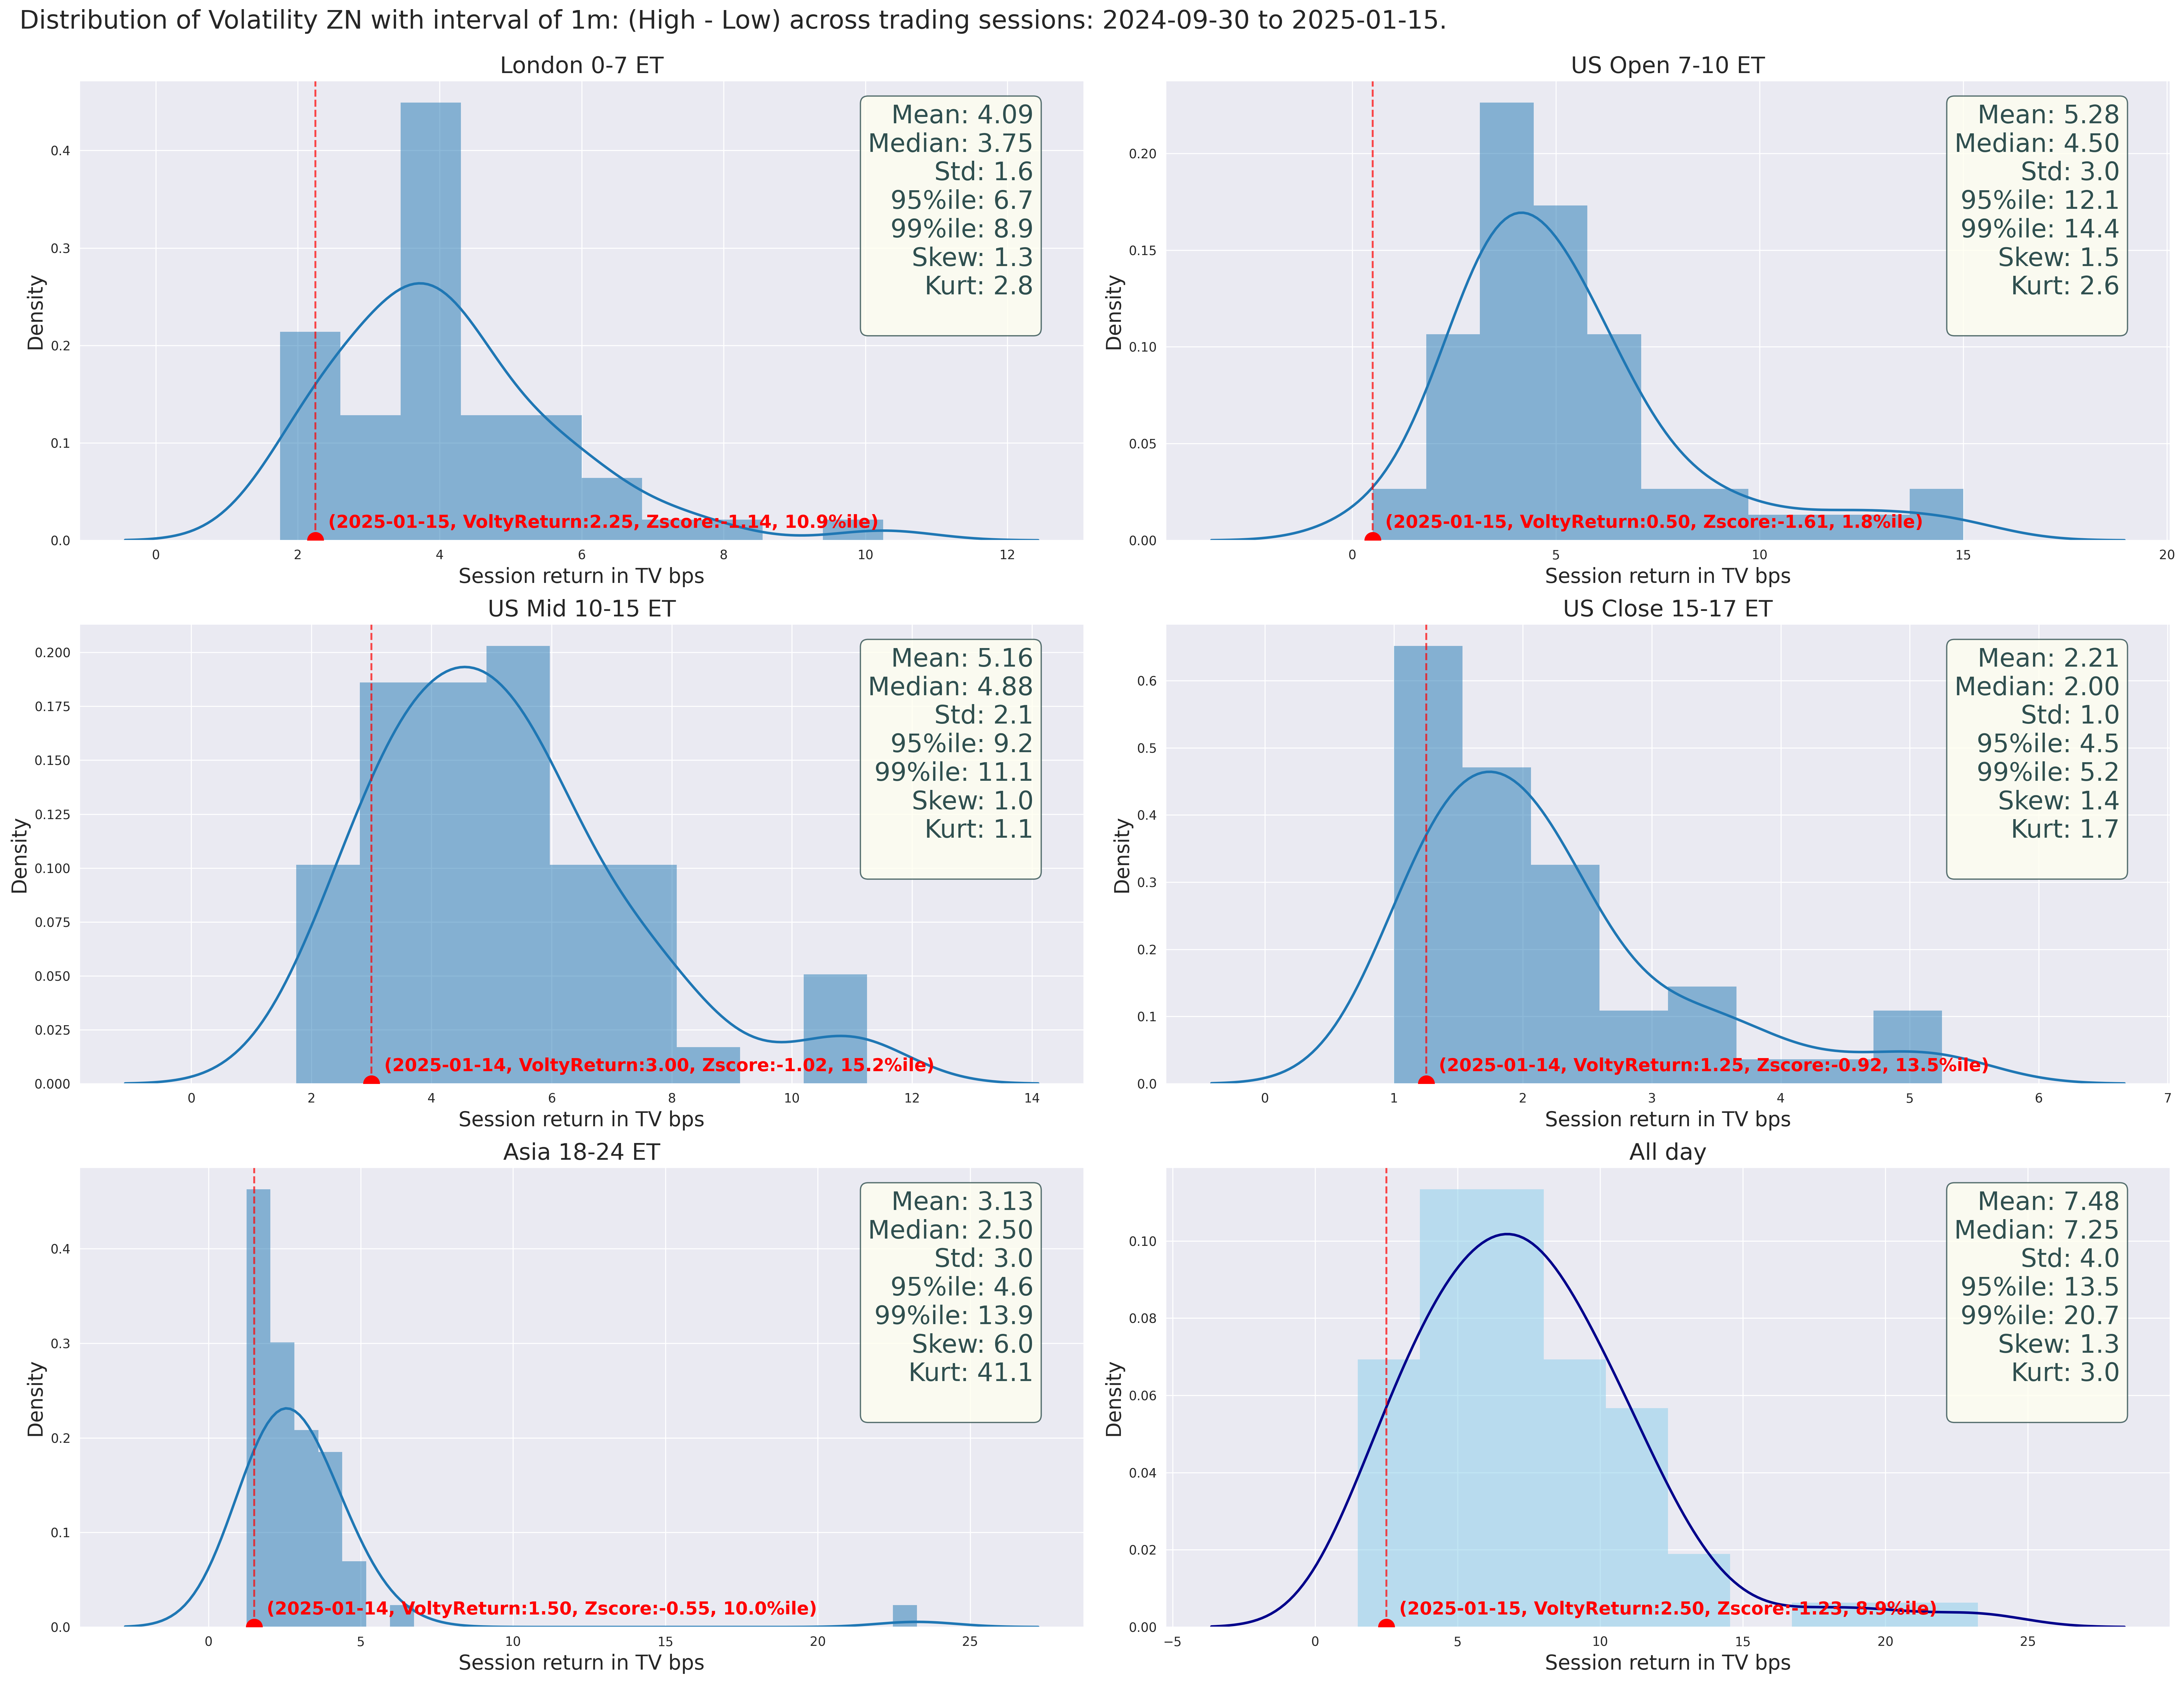 Distribution of Volatility ZN with interval of 1m: (High - Low) across trading sessions: 2024-09-30 to 2025-01-15.
London 0-7 ET
Mean: 4.09
Median: 3.75
Std: 1.6
95%ile: 6.7
99%ile: 8.9
Skew: 1.3
Kurt: 2.8
Density
0.4
0.3
0.2
0.1
0.0
(2025-01-15, VoltyReturn:2.25, Zscore:-1.14, 10.9%ile)
0 2 4 6 8 10 12
Session return in TV bps
US Open 7-10 ET
Mean: 5.28
Median: 4.50
Std: 3.0
95%ile: 12.1
99%ile: 14.4
Skew: 1.5
Kurt: 2.6
Density
0.20
0.15
0.10
0.05
0.00
(2025-01-15, VoltyReturn:0.50, Zscore:-1.61, 1.8%ile)
0 5 10 15 20
Session return in TV bps
US Mid 10-15 ET
Mean: 5.16
Median: 4.88
Std: 2.1
95%ile: 9.2
99%ile: 11.1
Skew: 1.0
Kurt: 1.1
Density
0.200
0.175
0.150
0.125
0.100
0.075
0.050
0.025
0.000
(2025-01-14, VoltyReturn:3.00, Zscore:-1.02, 15.2%ile)
0 2 4 6 8 10 12 14
Session return in TV bps
US Close 15-17 ET
Mean: 2.21
Median: 2.00
Std: 1.0
95%ile: 4.5
99%ile: 5.2
Skew: 1.4
Kurt: 1.7
Density
0.6
0.5
0.4
0.3
0.2
0.1
0.0
(2025-01-14, VoltyReturn:1.25, Zscore:-0.92, 13.5%ile)
0 1 2 3 4 5 6 7
Session return in TV bps
Asia 18-24 ET
Mean: 3.13
Median: 2.50
Std: 3.0
95%ile: 4.6
99%ile: 13.9
Skew: 6.0
Kurt: 41.1
Density
0.4
0.3
0.2
0.1
0.0
(2025-01-14, VoltyReturn:1.50, Zscore:-0.55, 10.0%ile)
0 5 10 15 20 25
Session return in TV bps
All day
Mean: 7.48
Median: 7.25
Std: 4.0
95%ile: 13.5
99%ile: 20.7
Skew: 1.3
Kurt: 3.0
Density
0.10
0.08
0.06
0.04
0.02
0.00
(2025-01-15, VoltyReturn:2.50, Zscore:-1.23, 8.9%ile)
−5 0 5 10 15 20 25
Session return in TV bps